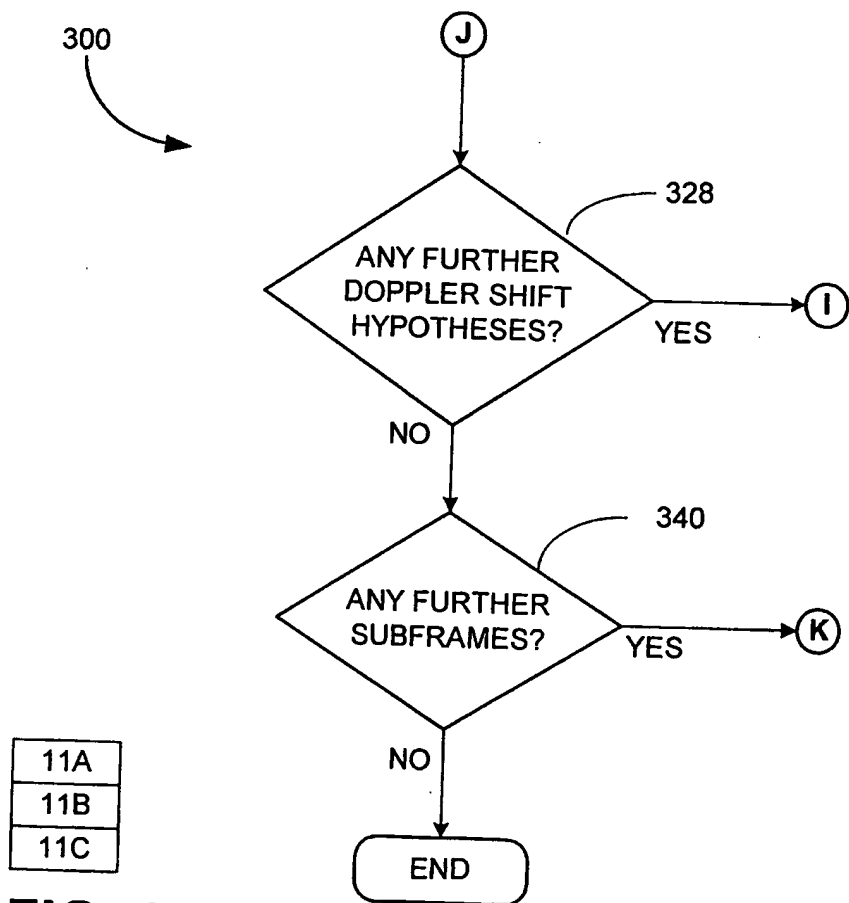 300
J
328
ANY FURTHER
DOPPLER SHIFT
HYPOTHESES?
I
YES
NO
340
ANY FURTHER
SUBFRAMES?
K
YES
NO
11A
11B
11C
END